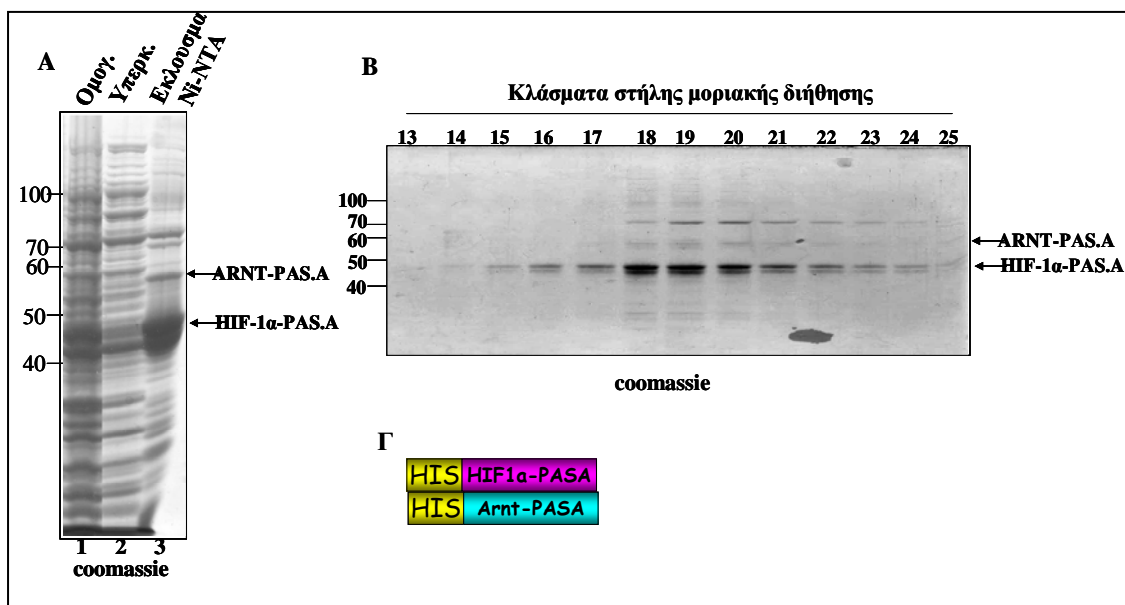 Α
Ομογ.
Υπερκ.
Εκλουσμα
Ni-NTA
100
70
60
50
40
ARNT-PAS.A
HIF-1α-PAS.A
1 2 3
coomassie
Β
Κλάσματα στήλης μοριακής διήθησης
13 14 15 16 17 18 19 20 21 22 23 24 25
100
70
60
50
40
ARNT-PAS.A
HIF-1α-PAS.A
coomassie
Γ
HIS HIF1α-PASA
HIS Arnt-PASA